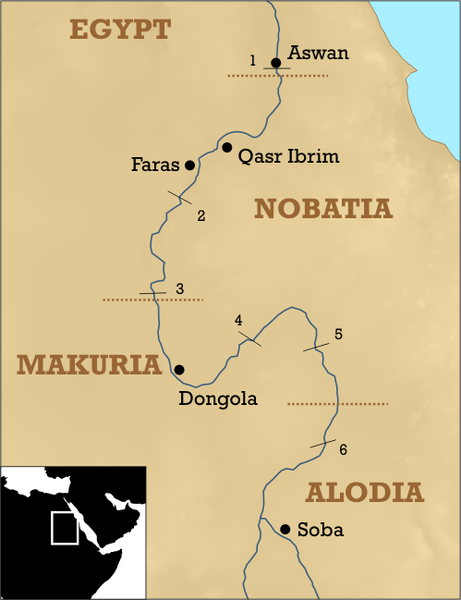 EGYPT
Aswan
1
Qasr Ibrim
Faras
2
NOBATIA
3
4
5
MAKURIA
Dongola
6
ALODIA
Soba